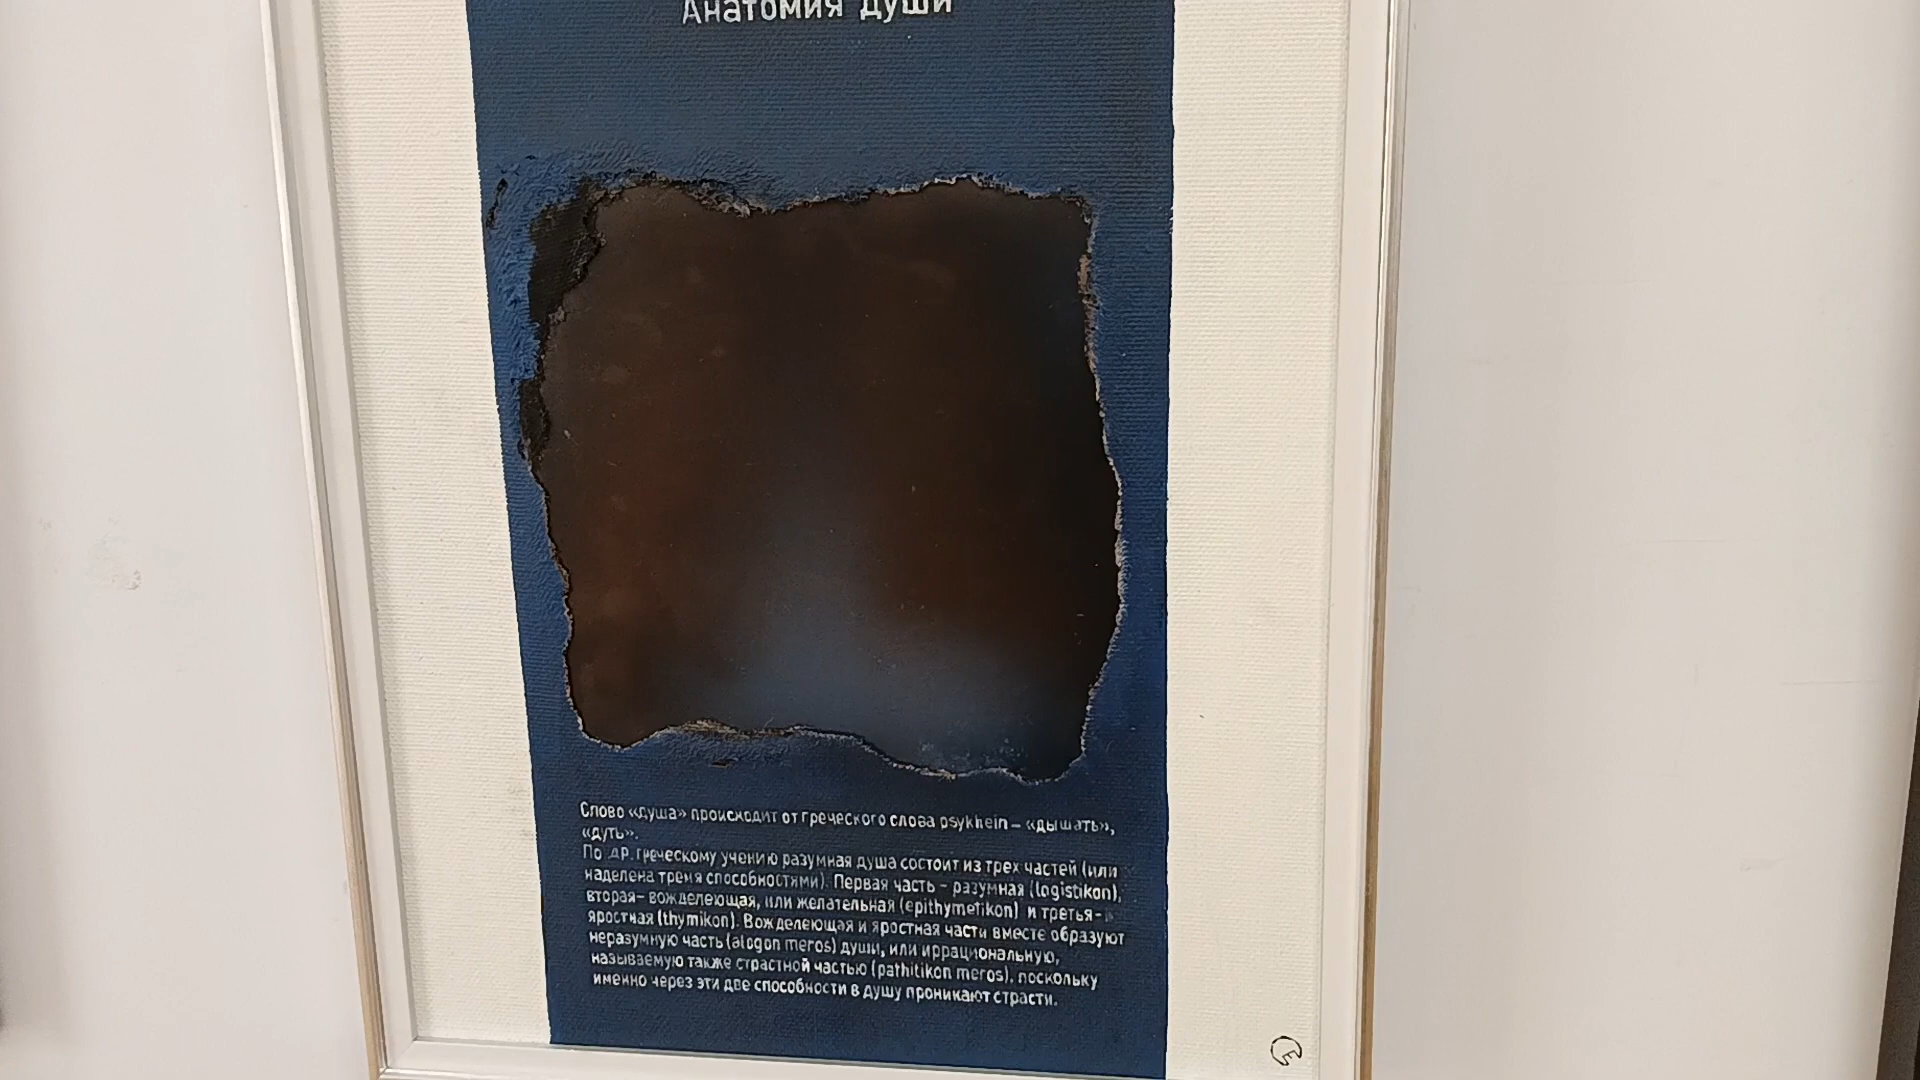 Анатомия души
Слово «душа» происходит от греческого слова psykhein – «дышать»,
«дуть».
По др. греческому учению разумная душа состоит из трех частей (или
наделена тремя способностями). Первая часть - разумная (logistikon),
вторая- вожделеющая, или желательная (epithymetikon) и третья-
яростная (thymikon). Вожделеющая и яростная части вместе образуют
неразумную часть (alogon meros) души, или иррациональную,
называемую также страстной частью (pathitikon meros), поскольку
именно через эти две способности в душу проникают страсти.